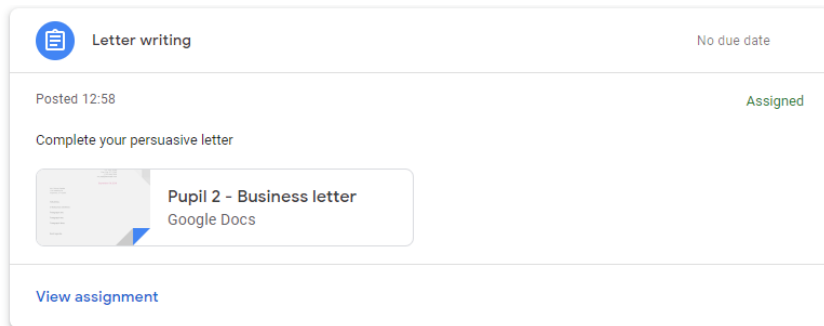 Letter writing
No due date
Posted 12:58
Assigned
Complete your persuasive letter
Pupil 2 - Business letter
Google Docs
View assignment